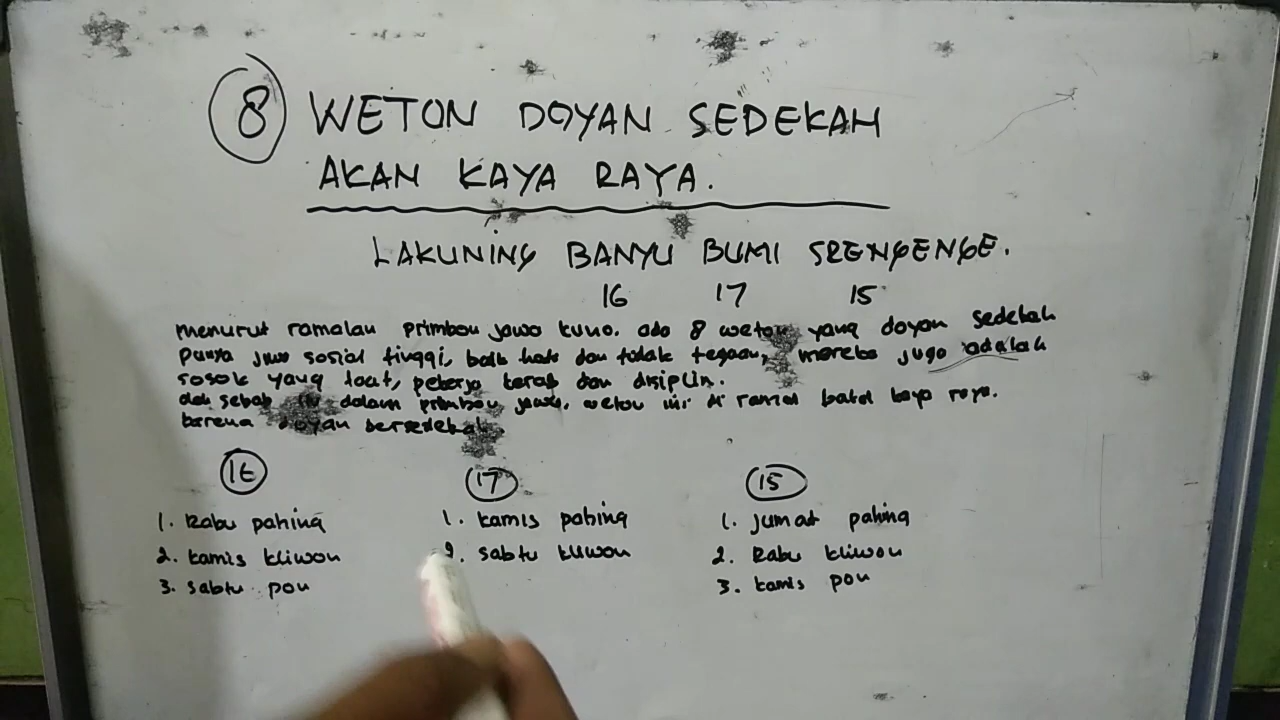 8 WETON DOYAN SEDEKAH
AKAN KAYA RAYA.
LAKUNING BANYU BUMI SRENGENGE.
16 17 15
menurut ramalan primbon jawa kuno. ada 8 weton yang doyan sedekah
punya jiwa sosial tinggi, baik hati dan tidak tegaan, mereka juga adalah
sosok yang taat, pekerja keras dan disiplin.
dan sebab itu dalam primbon jawa. weton ini di ramal bakal kaya raya.
karena doyan bersedekah.
16 17 15
1. Rabu pahing 1. kamis pahing 1. jumat pahing
2. kamis kliwon 2. sabtu kliwon 2. Rabu kliwon
3. sabtu pon 3. kamis pon